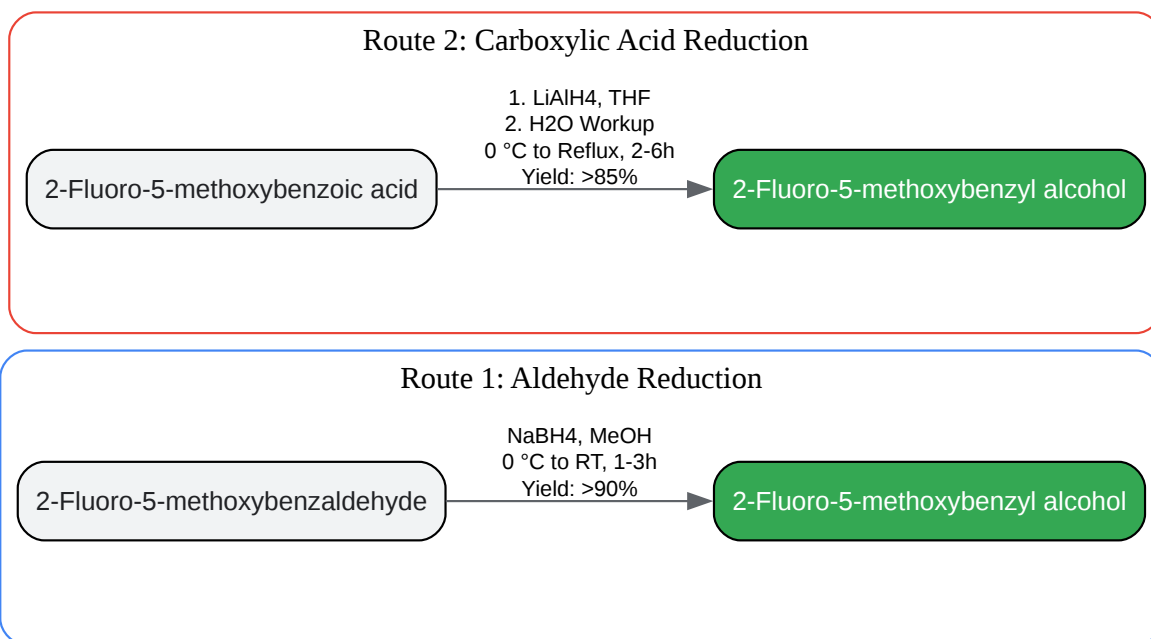 Route 2: Carboxylic Acid Reduction
1. LiAlH4, THF
2. H2O Workup
0 °C to Reflux, 2-6h
Yield: >85%
2-Fluoro-5-methoxybenzoic acid
2-Fluoro-5-methoxybenzyl alcohol
Route 1: Aldehyde Reduction
NaBH4, MeOH
0 °C to RT, 1-3h
Yield: >90%
2-Fluoro-5-methoxybenzaldehyde
2-Fluoro-5-methoxybenzyl alcohol